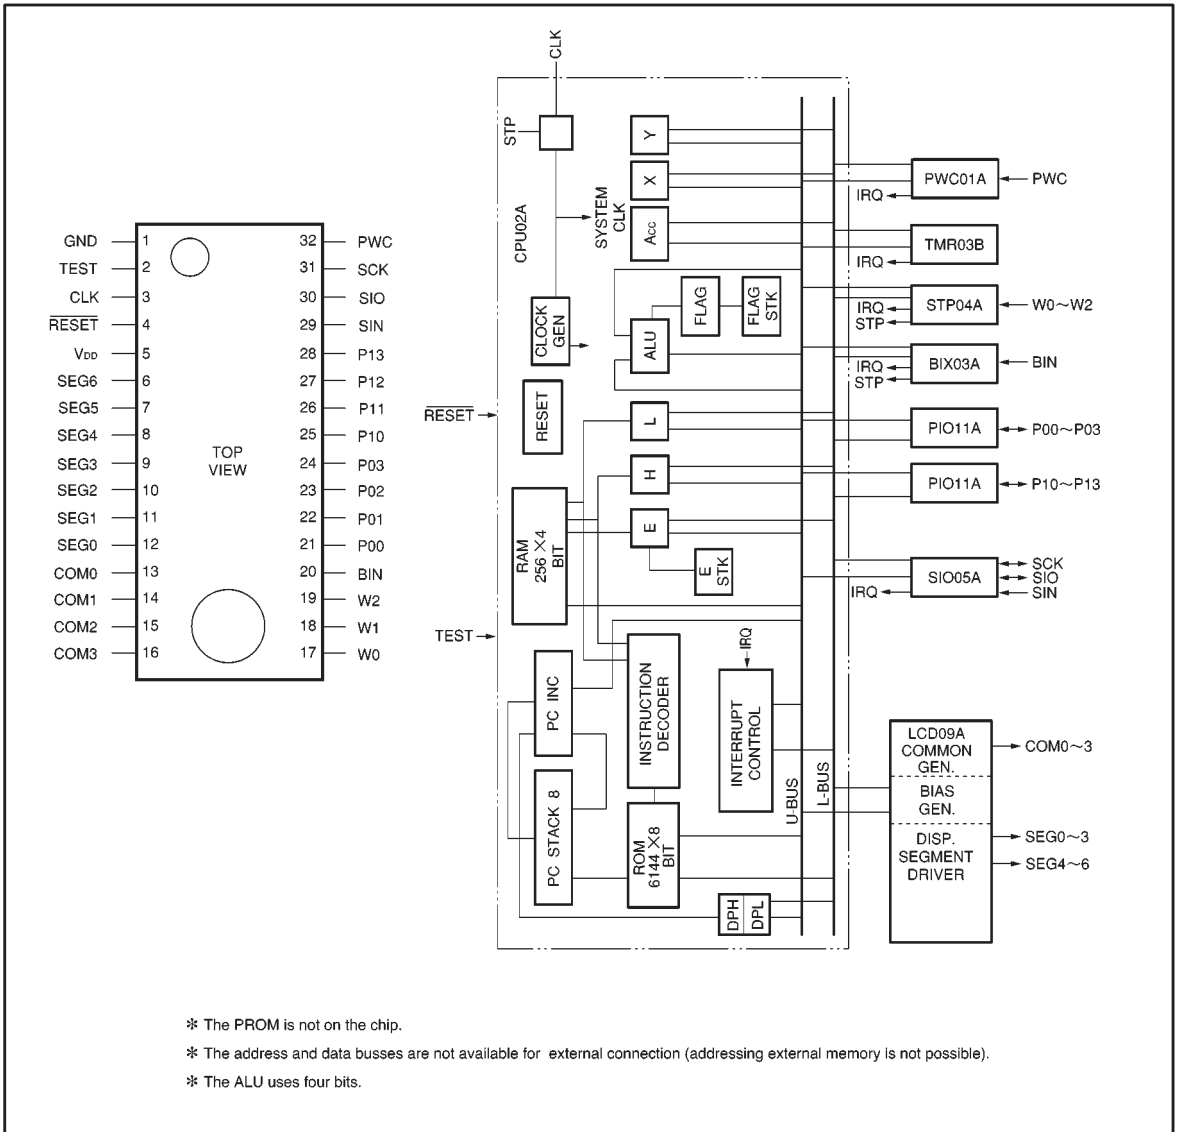 GND
TEST
CLK
RESET
VDD
SEG6
SEG5
SEG4
SEG3
SEG2
SEG1
SEG0
COM0
COM1
COM2
COM3
1
2
3
4
5
6
7
8
9
10
11
12
13
14
15
16
TOP
VIEW
32
31
30
29
28
27
26
25
24
23
22
21
20
19
18
17
PWC
SCK
SIO
SIN
P13
P12
P11
P10
P03
P02
P01
P00
BIN
W2
W1
W0
CLK
STP
CPU02A
SYSTEM
CLK
CLOCK
GEN
RESET
RESET
TEST
Y
X
Acc
ALU
FLAG
FLAG
STK
L
H
E
E
STK
RAM
256 ×4
BIT
PC INC
PC STACK 8
INSTRUCTION
DECODER
ROM
6144 ×8
BIT
IRQ
INTERRUPT
CONTROL
DPH
DPL
U-BUS
L-BUS
PWC01A
PWC
IRQ
TMR03B
IRQ
STP04A
W0~W2
IRQ
STP
BIX03A
BIN
IRQ
STP
PIO11A
P00~P03
PIO11A
P10~P13
SIO05A
SCK
SIO
SIN
IRQ
LCD09A
COMMON
GEN.
COM0~3
BIAS
GEN.
DISP.
SEGMENT
DRIVER
SEG0~3
SEG4~6
* The PROM is not on the chip.
* The address and data busses are not available for external connection (addressing external memory is not possible).
* The ALU uses four bits.